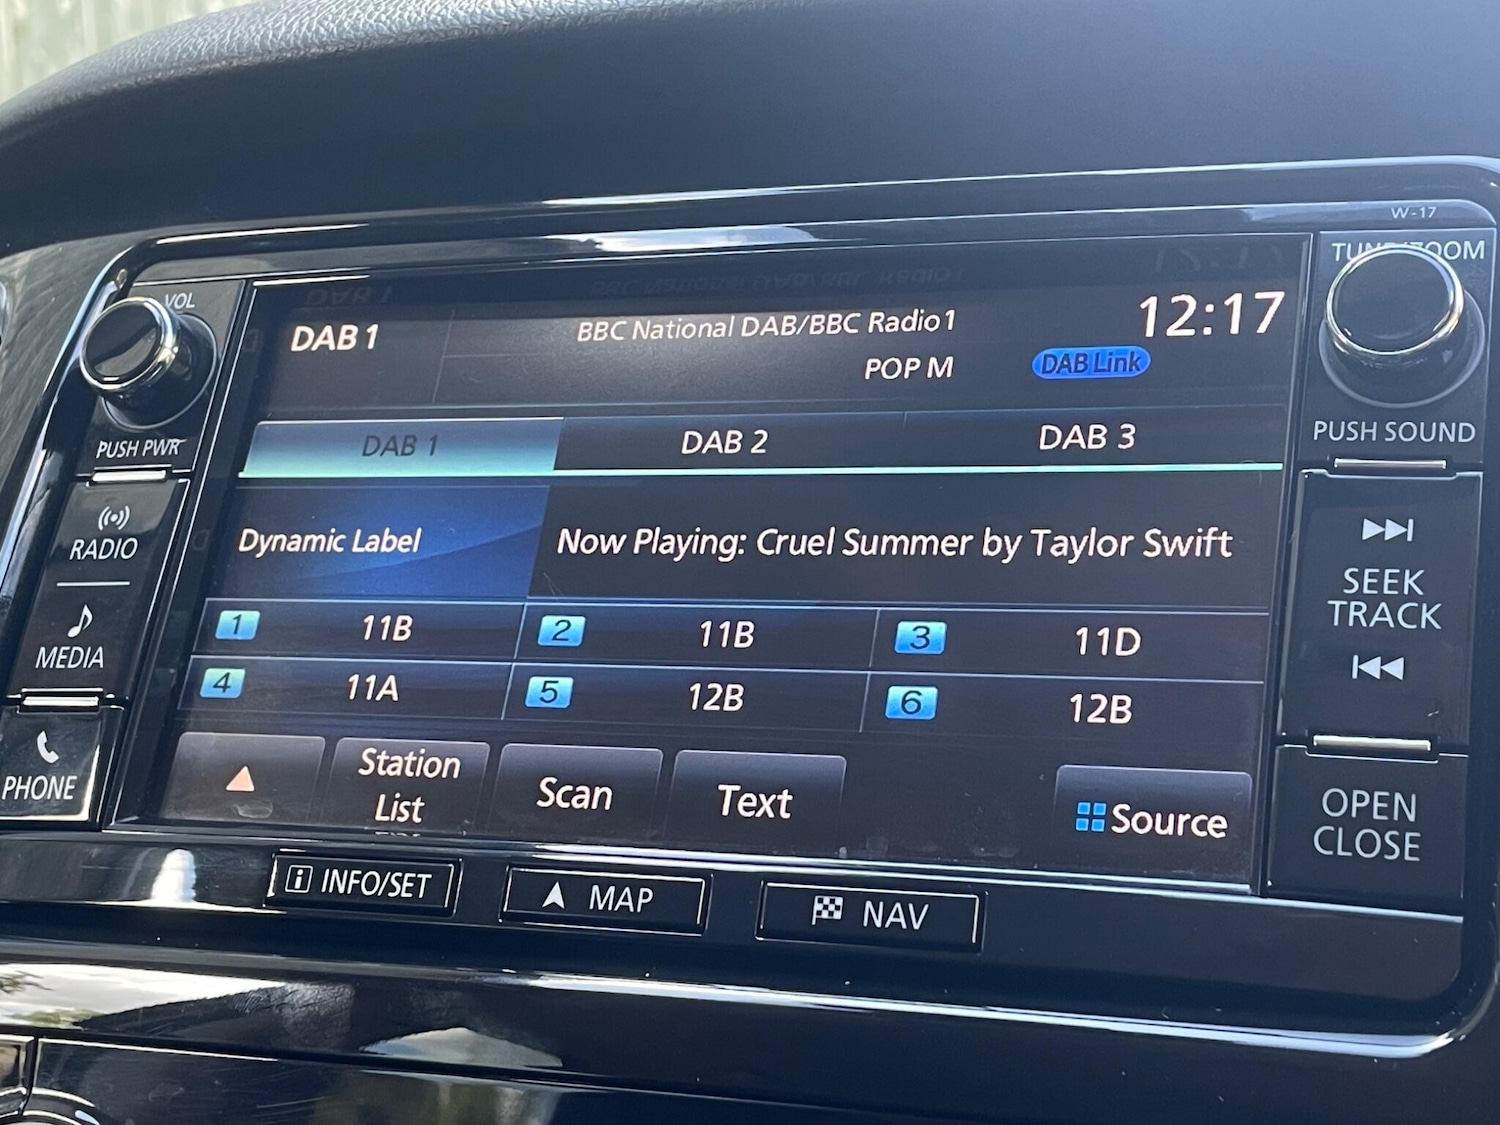 W-17
VOL
TUNE/ZOOM
DAB 1
BBC National DAB/BBC Radio1
12:17
POP M
DAB Link
PUSH PWR
PUSH SOUND
DAB 1
DAB 2
DAB 3
RADIO
MEDIA
PHONE
Dynamic Label
Now Playing: Cruel Summer by Taylor Swift
1 11B
2 11B
3 11D
4 11A
5 12B
6 12B
SEEK
TRACK
Station
List
Scan
Text
Source
OPEN
CLOSE
i INFO/SET
MAP
NAV